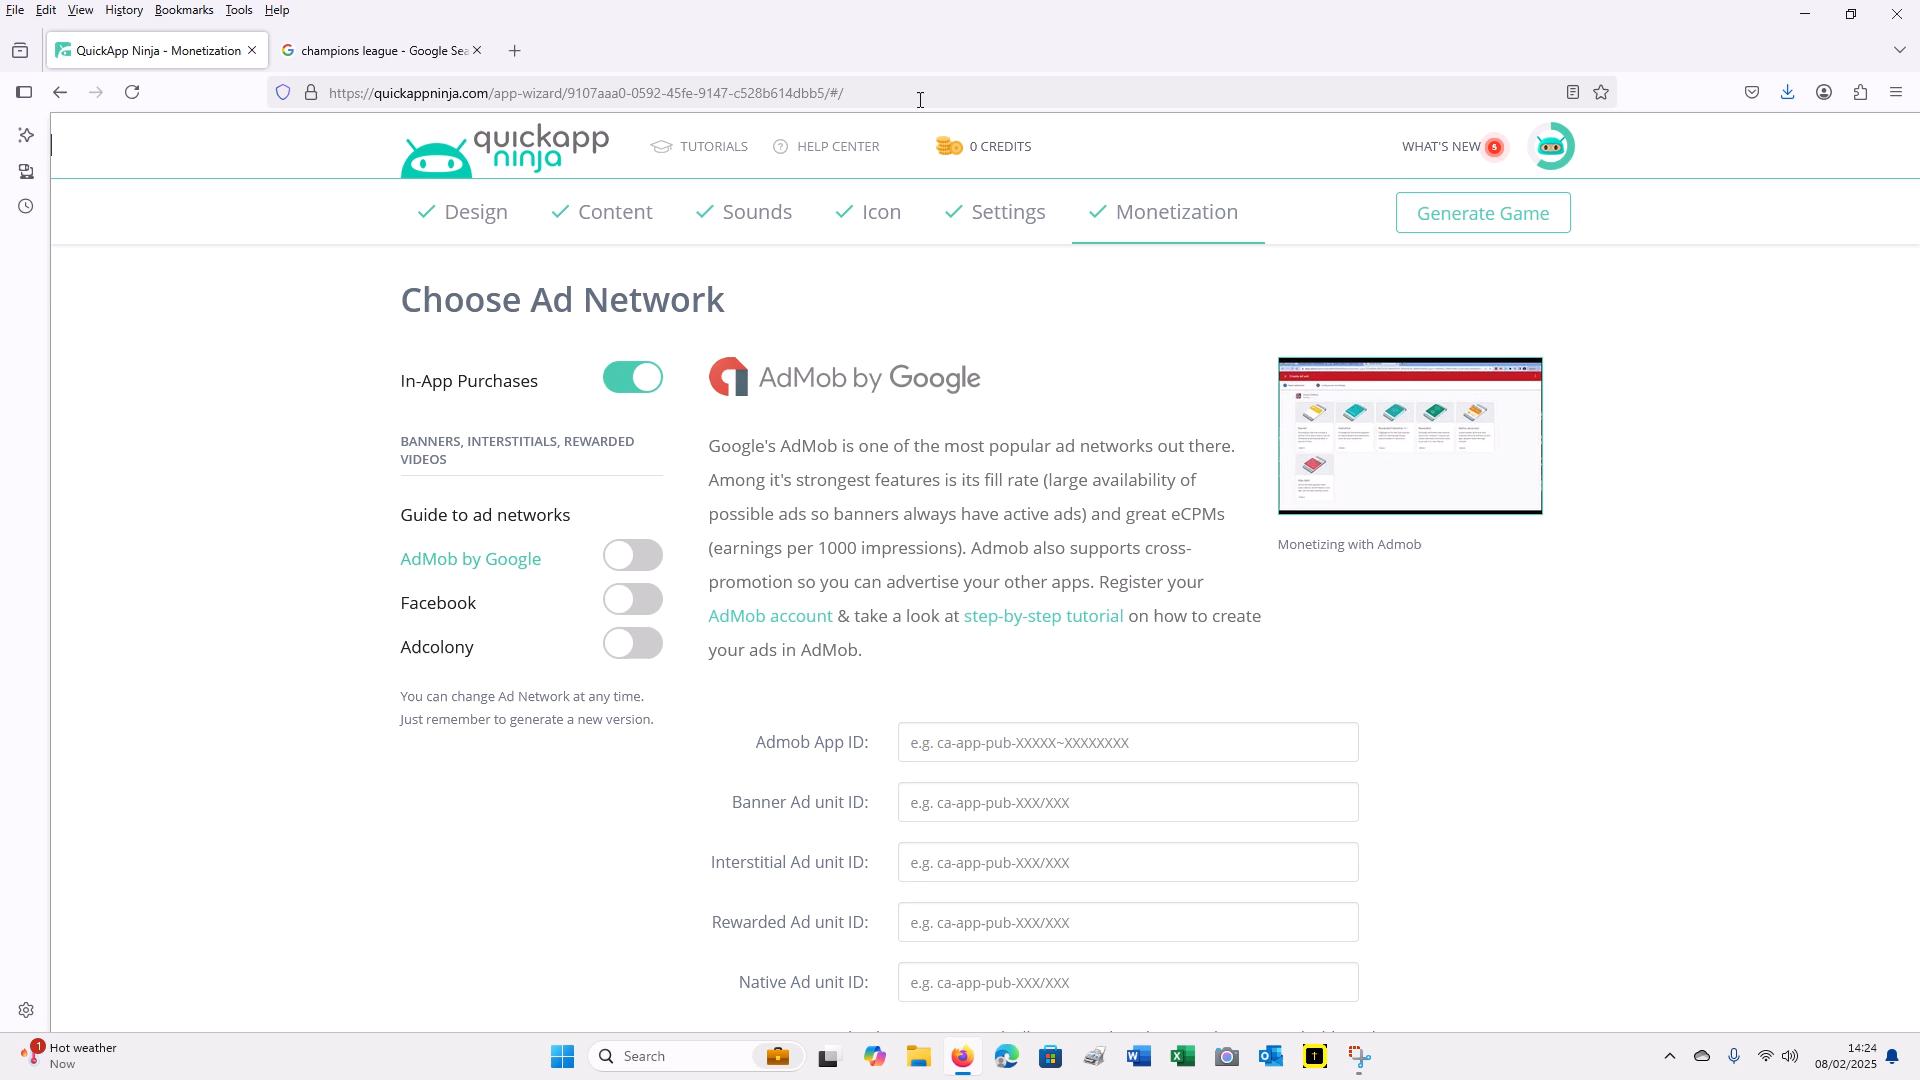 File Edit View History Bookmarks Tools Help
QuickApp Ninja - Monetization
champions league - Google Sea
https://quickappninja.com/app-wizard/9107aaa0-0592-45fe-9147-c528b614dbb5/#/
quickapp
ninja
TUTORIALS
HELP CENTER
0 CREDITS
WHAT'S NEW
5
Design
Content
Sounds
Icon
Settings
Monetization
Generate Game
Choose Ad Network
In-App Purchases
BANNERS, INTERSTITIALS, REWARDED
VIDEOS
Guide to ad networks
AdMob by Google
Facebook
Adcolony
You can change Ad Network at any time.
Just remember to generate a new version.
AdMob by Google
Google's AdMob is one of the most popular ad networks out there.
Among it's strongest features is its fill rate (large availability of
possible ads so banners always have active ads) and great eCPMs
(earnings per 1000 impressions). Admob also supports cross-
promotion so you can advertise your other apps. Register your
AdMob account & take a look at step-by-step tutorial on how to create
your ads in AdMob.
Monetizing with Admob
Admob App ID:
e.g. ca-app-pub-XXXXX~XXXXXXXX
Banner Ad unit ID:
e.g. ca-app-pub-XXX/XXX
Interstitial Ad unit ID:
e.g. ca-app-pub-XXX/XXX
Rewarded Ad unit ID:
e.g. ca-app-pub-XXX/XXX
Native Ad unit ID:
e.g. ca-app-pub-XXX/XXX
1
Hot weather
Now
Search
14:24
08/02/2025